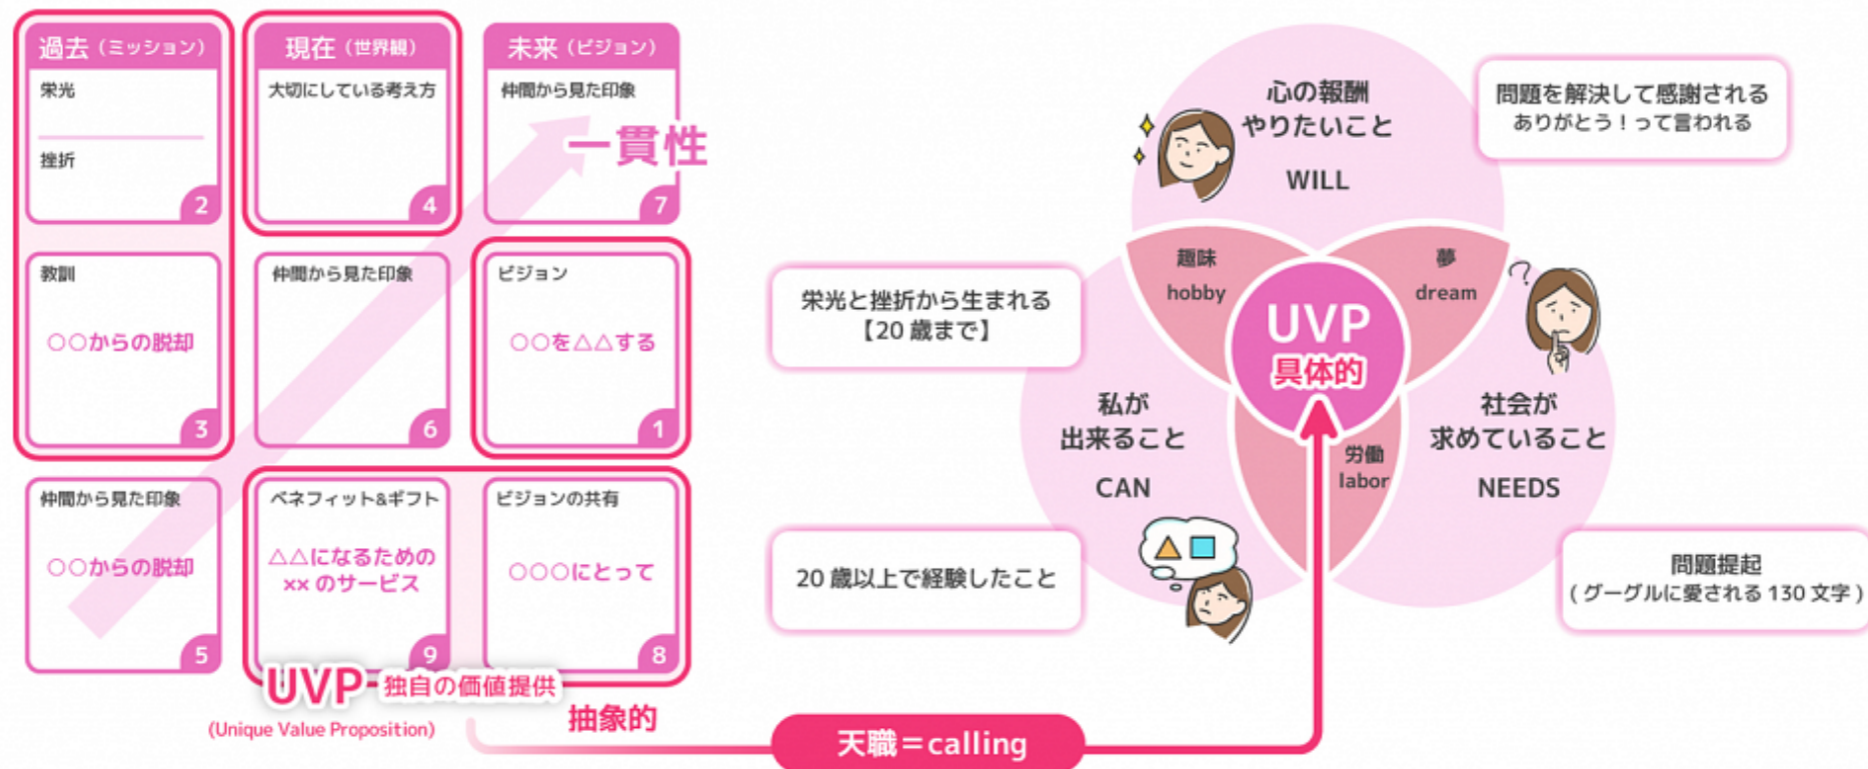 過去（ミッション）
栄光
挫折
2
現在（世界観）
大切にしている考え方
4
未来（ビジョン）
仲間から見た印象
一貫性
7
教訓
○○からの脱却
3
仲間から見た印象
6
ビジョン
○○を△△する
1
仲間から見た印象
○○からの脱却
5
ベネフィット&ギフト
△△になるための
××のサービス
9
ビジョンの共有
○○○にとって
8
UVP 独自の価値提供
(Unique Value Proposition)
抽象的
天職＝calling
心の報酬
やりたいこと
WILL
問題を解決して感謝される
ありがとう！って言われる
趣味
hobby
夢
dream
?
UVP
具体的
栄光と挫折から生まれる
【20歳まで】
私が
出来ること
CAN
社会が
求めていること
NEEDS
労働
labor
20歳以上で経験したこと
問題提起
(グーグルに愛される130文字)